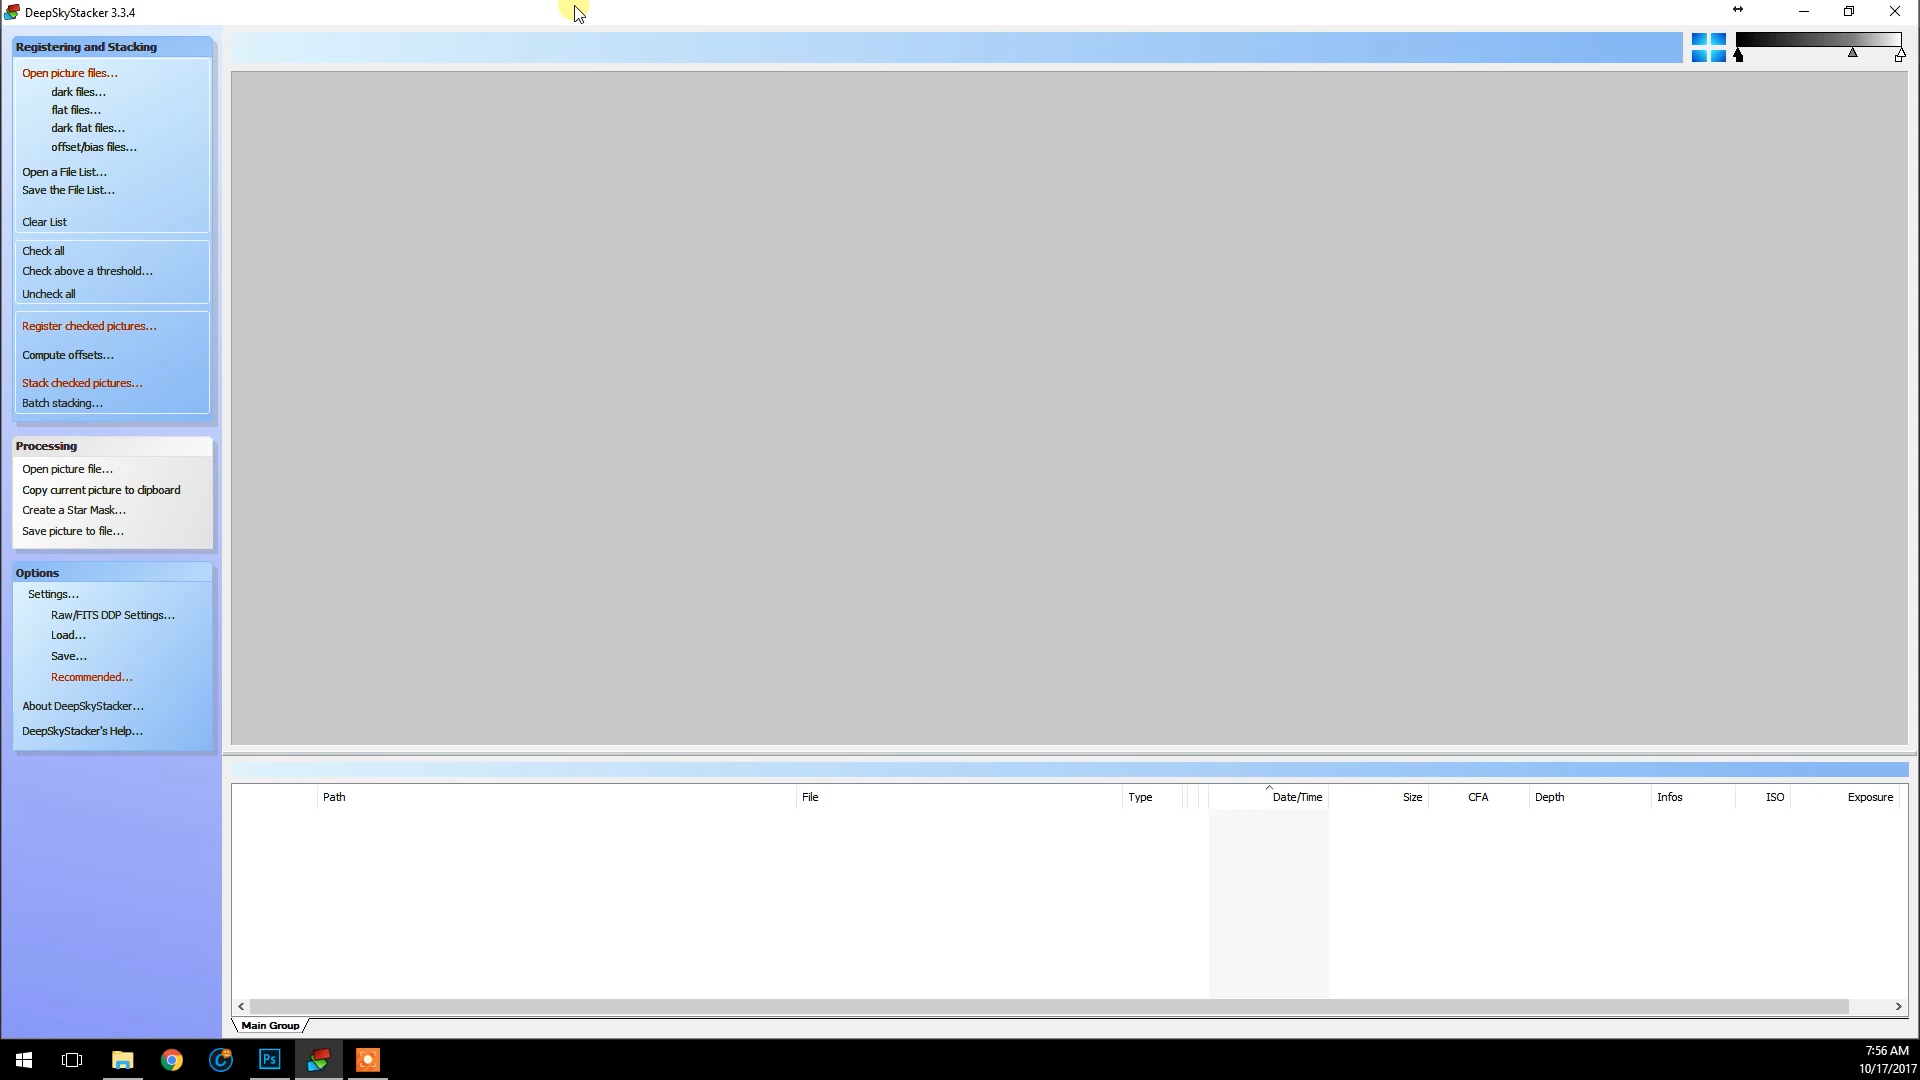 DeepSkyStacker 3.3.4
Registering and Stacking
Open picture files...
dark files...
flat files...
dark flat files...
offset/bias files...
Open a File List...
Save the File List...
Clear List
Check all
Check above a threshold...
Uncheck all
Register checked pictures...
Compute offsets...
Stack checked pictures...
Batch stacking...
Processing
Open picture file...
Copy current picture to clipboard
Create a Star Mask...
Save picture to file...
Options
Settings...
Raw/FITS DDP Settings...
Load...
Save...
Recommended...
About DeepSkyStacker...
DeepSkyStacker's Help...
Path File Type Date/Time Size CFA Depth Infos ISO Exposure
Main Group
Ps
7:56 AM
10/17/2017